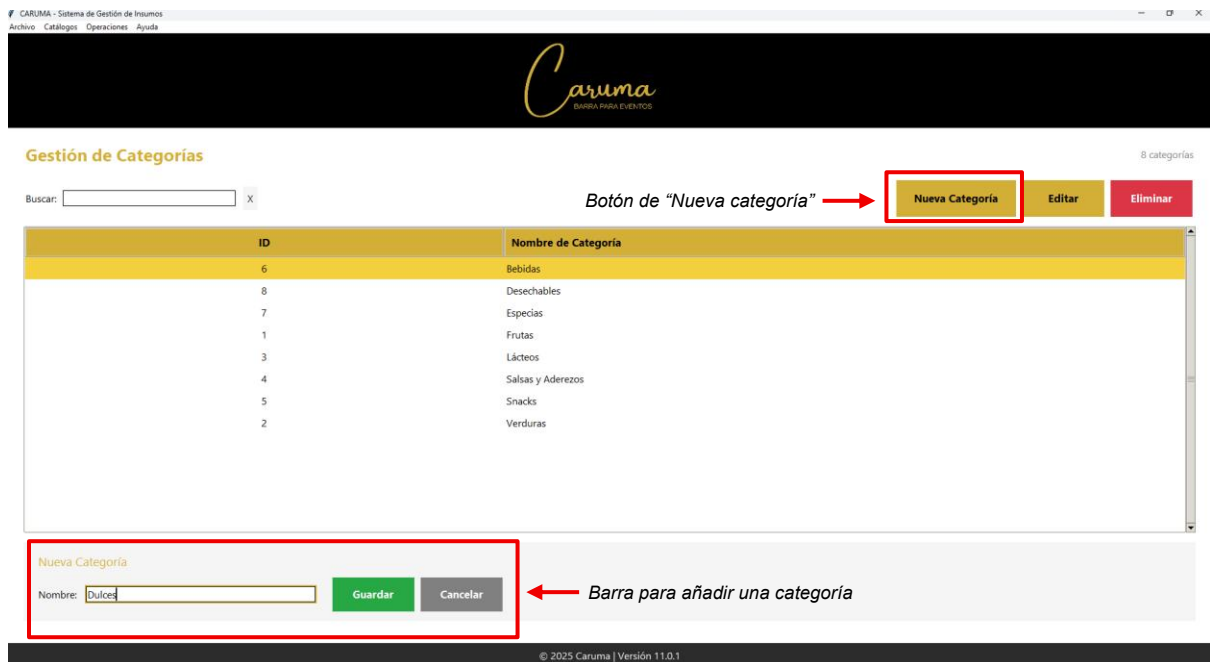 CARUMA - Sistema de Gestión de Insumos
Archivo Catálogos Operaciones Ayuda
Caruma
BARRA PARA EVENTOS
Gestión de Categorías
8 categorías
Buscar: X
Botón de “Nueva categoría”
Nueva Categoría Editar Eliminar
ID Nombre de Categoría
6 Bebidas
8 Desechables
7 Especias
1 Frutas
3 Lácteos
4 Salsas y Aderezos
5 Snacks
2 Verduras
Nueva Categoría
Nombre: Dulces Guardar Cancelar
Barra para añadir una categoría
© 2025 Caruma | Versión 11.0.1